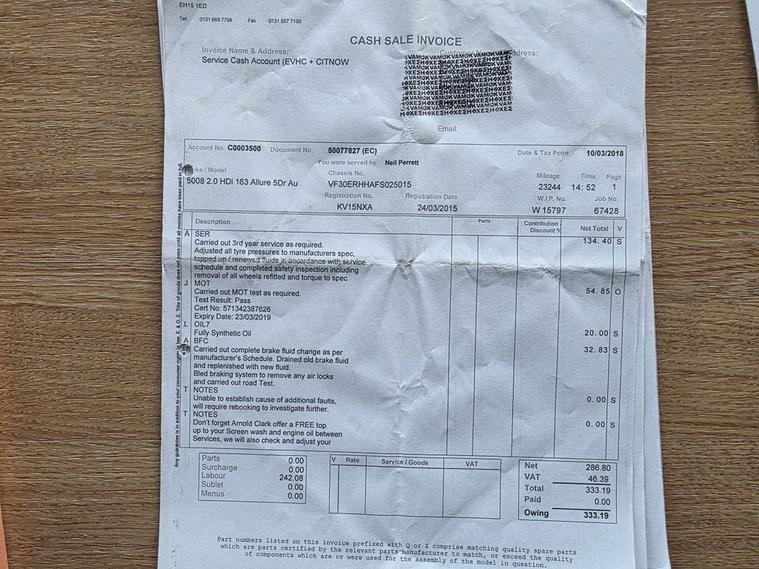 EH15 1ED
Tel 0131 669 7799 Fax 0131 657 7130
CASH SALE INVOICE
Invoice Name & Address:
Service Cash Account (EVHC + CITNOW
Email:
Account No. C0003500 Document No. 50077827 (EC) Date & Tax Point 10/03/2018
You were served by: Neil Perrett
Model Chassis No. Mileage Time Page
5008 2.0 HDi 163 Allure 5Dr Au VF30ERHHAFS025015 23244 14:52 1
Registration No. Registration Date W.I.P. No. Job No.
KV15NXA 24/03/2015 W 15797 67428
Description Parts Contribution Discount % Net Total V
A SER 134.40 S
Carried out 3rd year service as required.
Adjusted all tyre pressures to manufacturers spec,
topped up / renewed fluids in accordance with service
schedule and completed safety inspection including
removal of all wheels refitted and torque to spec
J MOT
Carried out MOT test as required. 54.85 O
Test Result: Pass
Cert No: 571342387626
Expiry Date: 23/03/2019
L OIL7
Fully Synthetic Oil 20.00 S
A BFC
Carried out complete brake fluid change as per 32.83 S
manufacturer's Schedule. Drained old brake fluid
and replenished with new fluid.
Bled braking system to remove any air locks
and carried out road Test.
T NOTES
Unable to establish cause of additional faults, 0.00 S
will require rebooking to investigate further.
T NOTES
Don't forget Arnold Clark offer a FREE top 0.00 S
up to your Screen wash and engine oil between
Services, we will also check and adjust your
Parts 0.00
Surcharge 0.00
Labour 242.08
Sublet 0.00
Menus 0.00
V Rate Service / Goods VAT
Net 286.80
VAT 46.39
Total 333.19
Paid 0.00
Owing 333.19
Part numbers listed on this invoice prefixed with Q or Z comprise matching quality spare parts
which are parts certified by the relevant parts manufacturer to match, or exceed the quality
of components which are or were used for the assembly of the model in question.